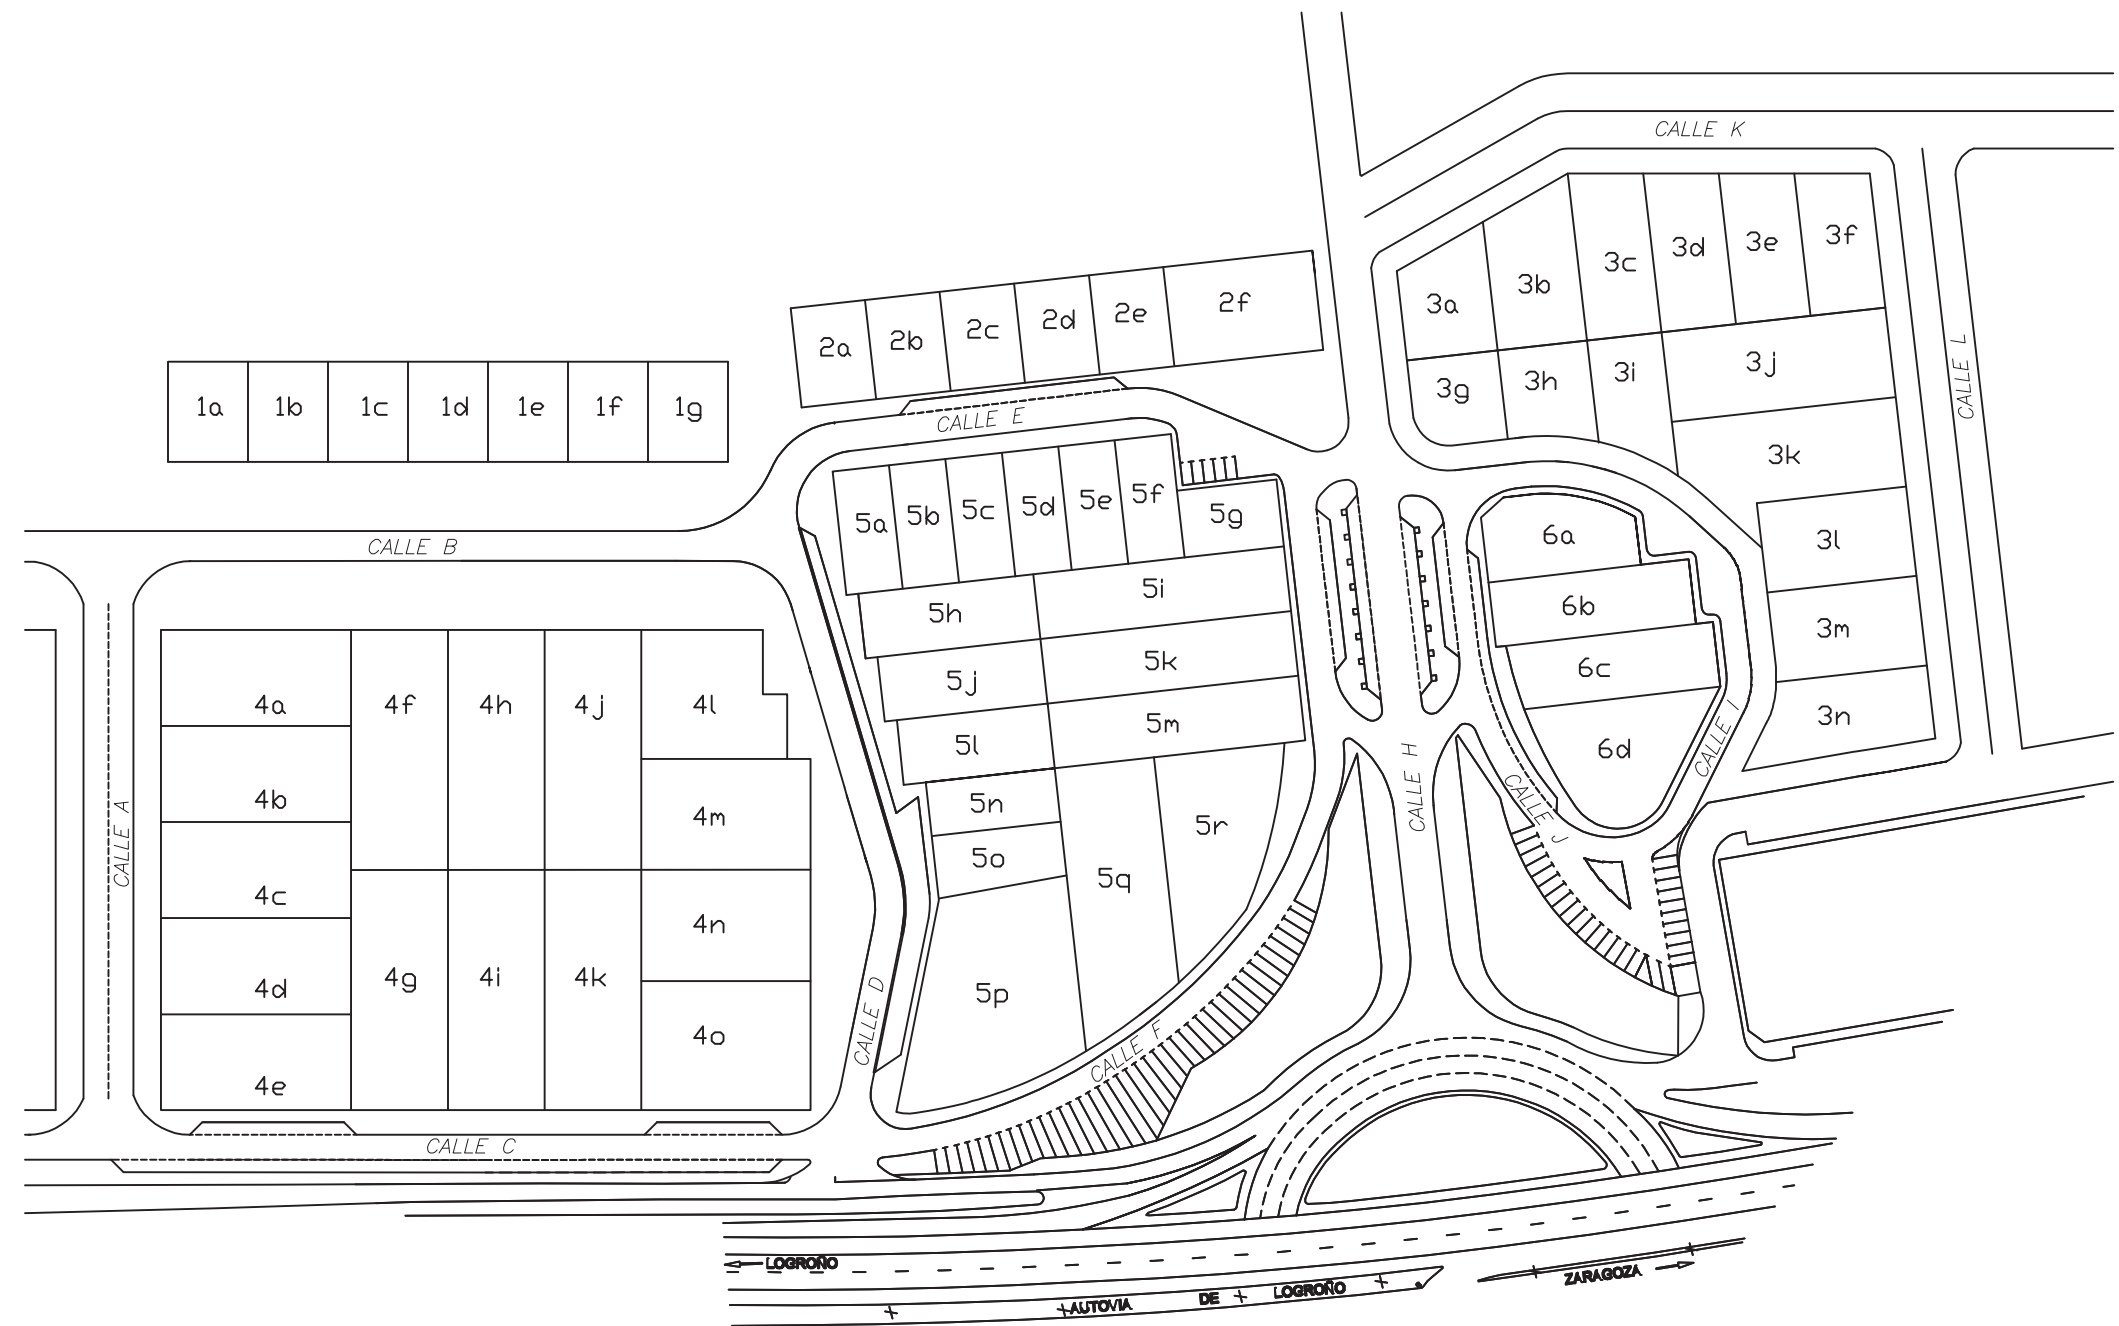 CALLE K
3a
3b
3c
3d
3e
3f
3g
3h
3i
3j
3k
3l
3m
3n
CALLE L
2a
2b
2c
2d
2e
2f
1a
1b
1c
1d
1e
1f
1g
CALLE E
CALLE B
5a
5b
5c
5d
5e
5f
5g
5h
5i
5j
5k
5l
5m
5n
5o
5p
5q
5r
6a
6b
6c
6d
CALLE I
CALLE J
CALLE H
4a
4b
4c
4d
4e
4f
4g
4h
4i
4j
4k
4l
4m
4n
4o
CALLE A
CALLE D
CALLE F
CALLE C
LOGROÑO
ZARAGOZA
AUTOVIA DE LOGROÑO